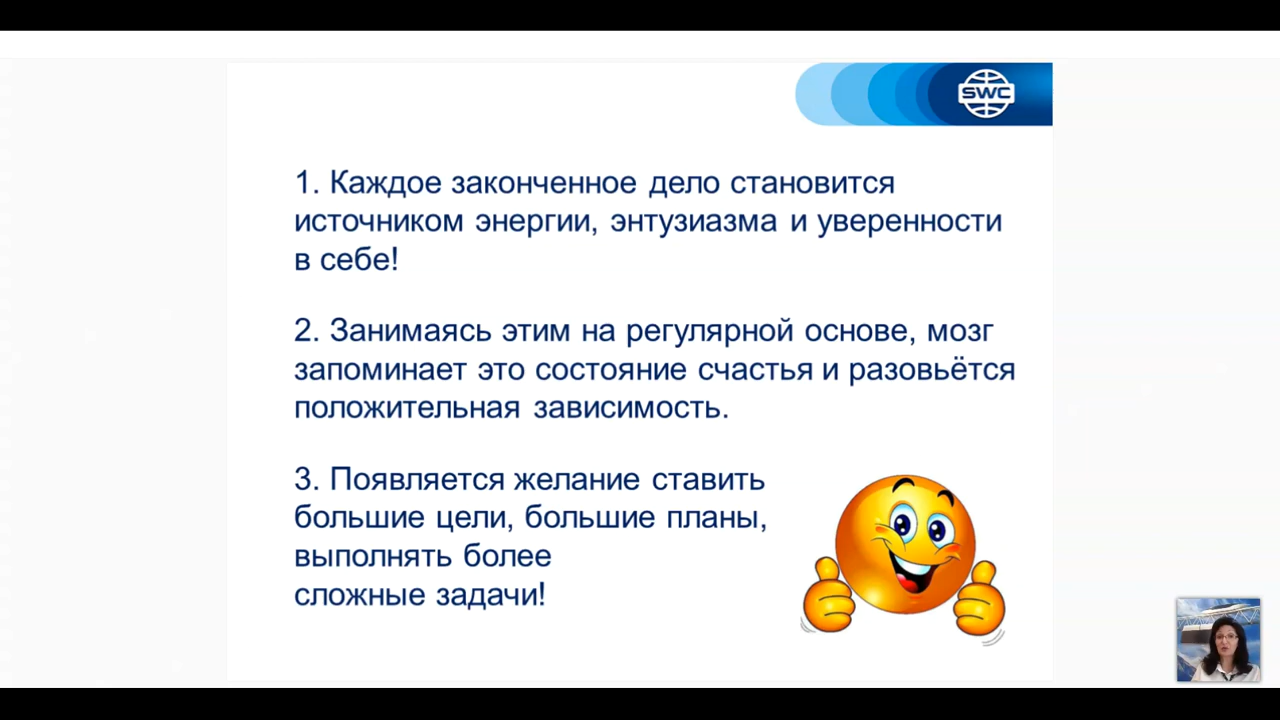 SWC
1. Каждое законченное дело становится
источником энергии, энтузиазма и уверенности
в себе!
2. Занимаясь этим на регулярной основе, мозг
запоминает это состояние счастья и разовьётся
положительная зависимость.
3. Появляется желание ставить
большие цели, большие планы,
выполнять более
сложные задачи!